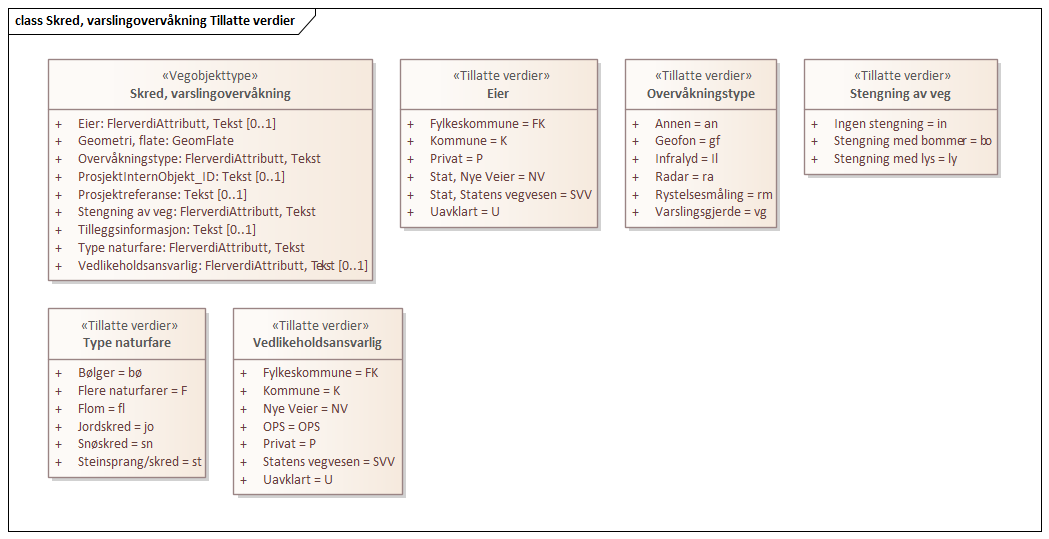 class Skred, varslingovervåkning Tillatte verdier
«Vegobjekttype»
Skred, varslingovervåkning
+ Eier: FlerverdiAttributt, Tekst [0..1]
+ Geometri, flate: GeomFlate
+ Overvåkningstype: FlerverdiAttributt, Tekst
+ ProsjektInternObjekt_ID: Tekst [0..1]
+ Prosjektreferanse: Tekst [0..1]
+ Stengning av veg: FlerverdiAttributt, Tekst
+ Tilleggsinformasjon: Tekst [0..1]
+ Type naturfare: FlerverdiAttributt, Tekst
+ Vedlikeholdsansvarlig: FlerverdiAttributt, Tekst [0..1]
«Tillatte verdier»
Eier
+ Fylkeskommune = FK
+ Kommune = K
+ Privat = P
+ Stat, Nye Veier = NV
+ Stat, Statens vegvesen = SVV
+ Uavklart = U
«Tillatte verdier»
Overvåkningstype
+ Annen = an
+ Geofon = gf
+ Infralyd = Il
+ Radar = ra
+ Rystelsesmåling = rm
+ Varslingsgjerde = vg
«Tillatte verdier»
Stengning av veg
+ Ingen stengning = in
+ Stengning med bommer = bo
+ Stengning med lys = ly
«Tillatte verdier»
Type naturfare
+ Bølger = bø
+ Flere naturfarer = F
+ Flom = fl
+ Jordskred = jo
+ Snøskred = sn
+ Steinsprang/skred = st
«Tillatte verdier»
Vedlikeholdsansvarlig
+ Fylkeskommune = FK
+ Kommune = K
+ Nye Veier = NV
+ OPS = OPS
+ Privat = P
+ Statens vegvesen = SVV
+ Uavklart = U